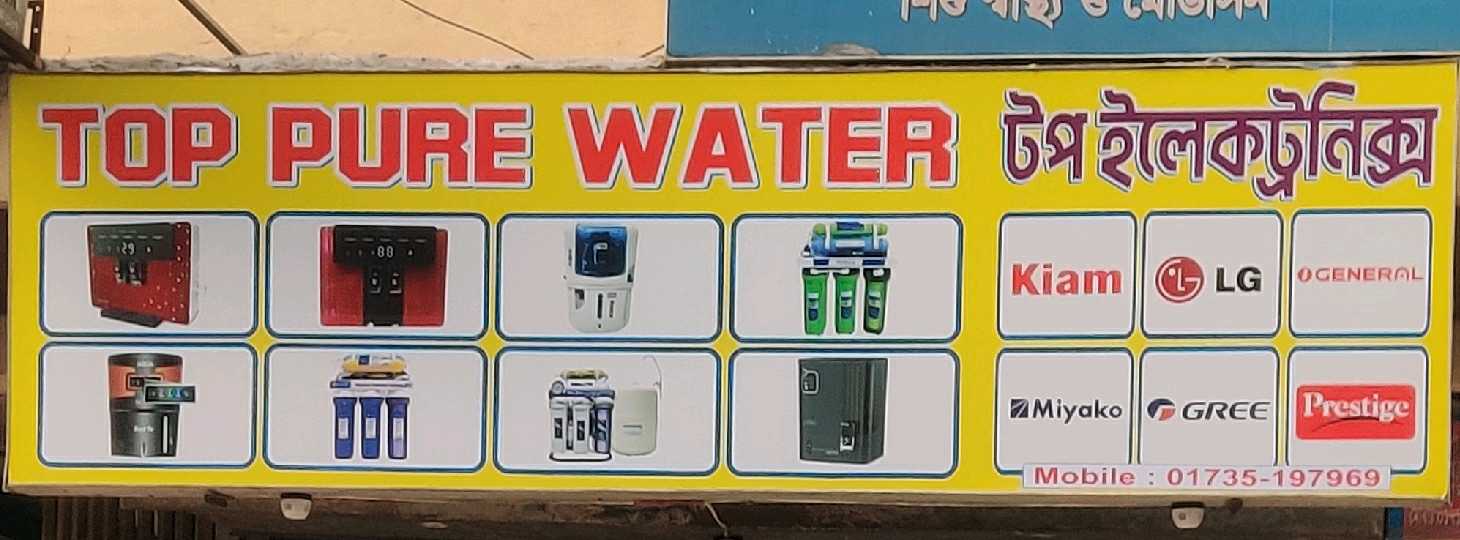 শিশু স্বাস্থ্য ও মেডিসিন
TOP PURE WATER
টপ ইলেকট্রনিক্স
Kiam
LG
GENERAL
Miyako
GREE
Prestige
Mobile : 01735-197969